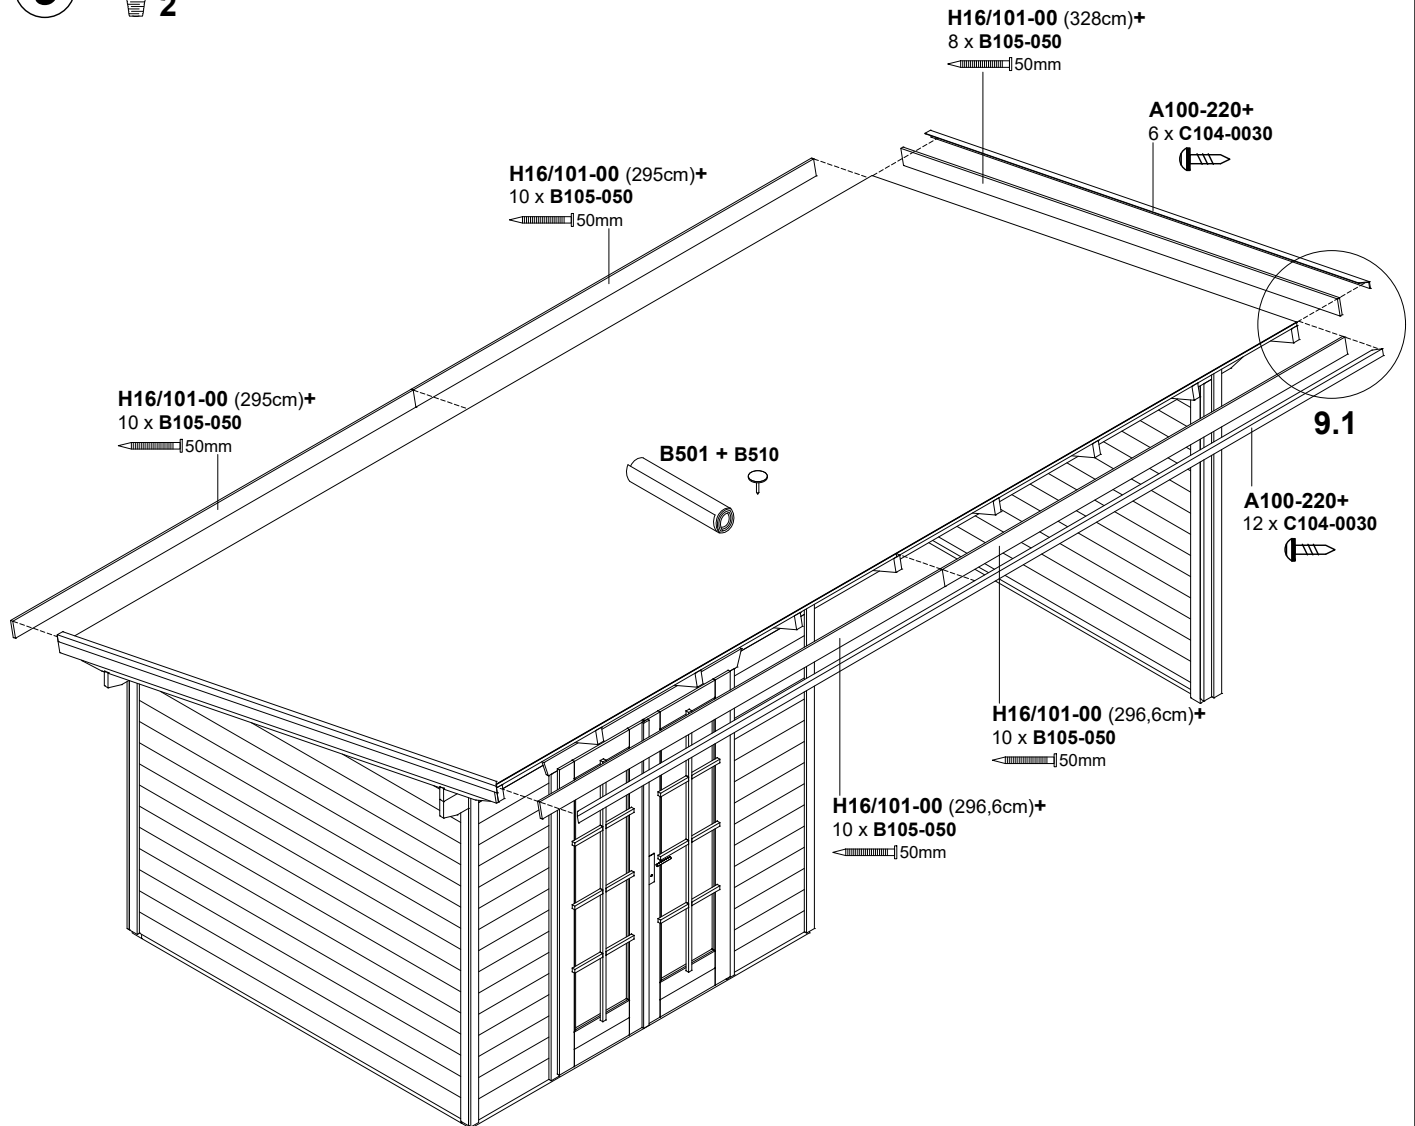 2
H16/101-00 (328cm)+
8 x B105-050
50mm
A100-220+
6 x C104-0030
H16/101-00 (295cm)+
10 x B105-050
50mm
H16/101-00 (295cm)+
10 x B105-050
50mm
9.1
B501 + B510
A100-220+
12 x C104-0030
H16/101-00 (296,6cm)+
10 x B105-050
50mm
H16/101-00 (296,6cm)+
10 x B105-050
50mm